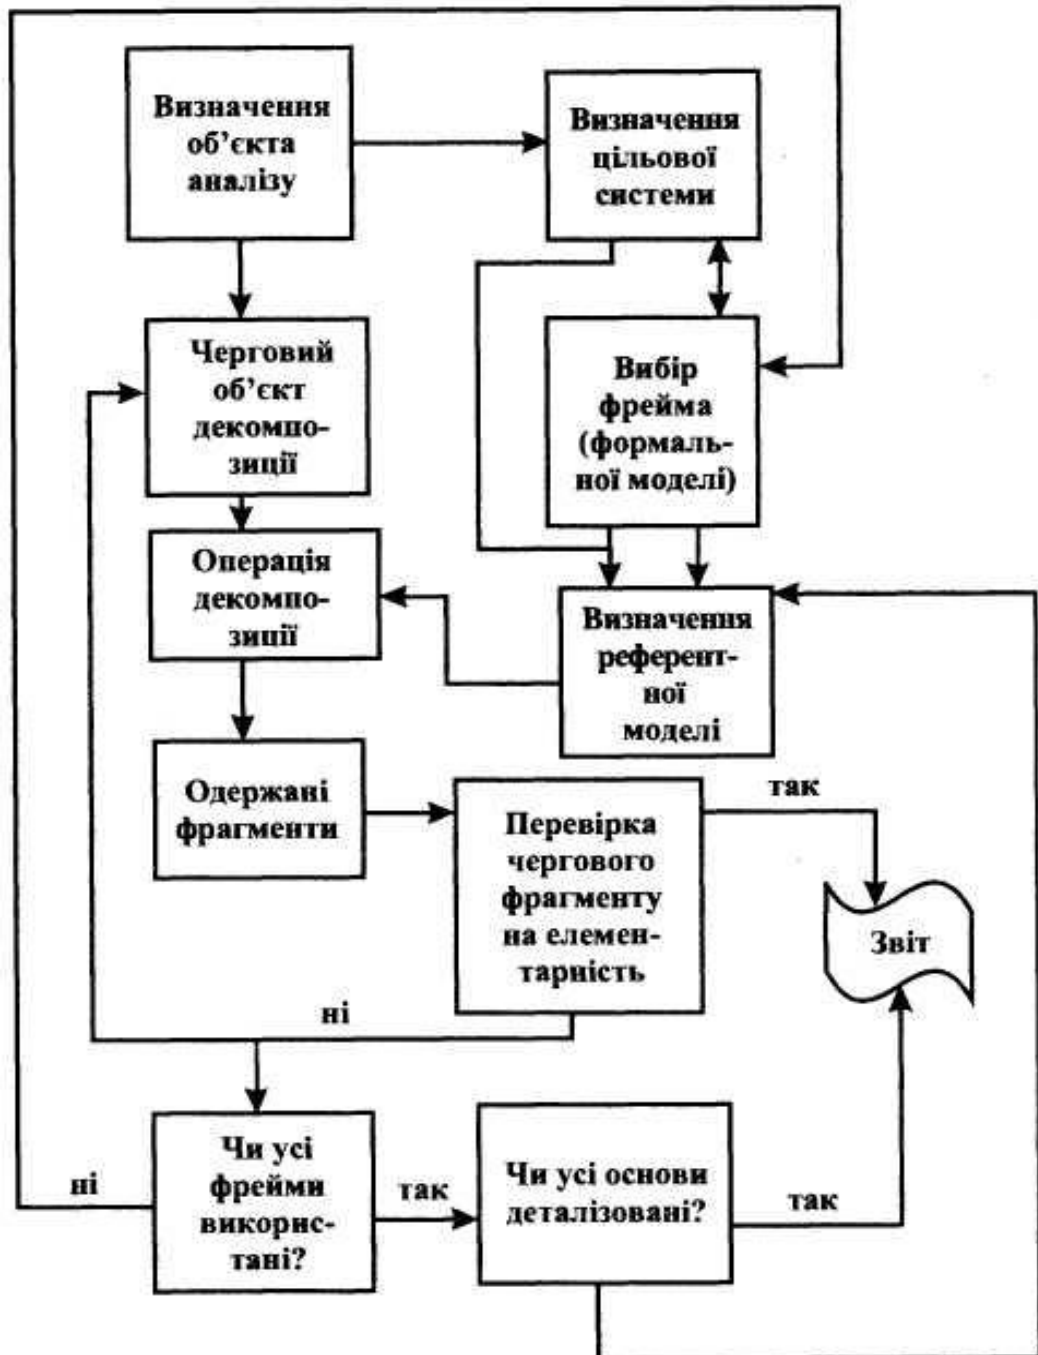 Визначення
об’єкта
аналізу
Визначення
цільової
системи
Черговий
об’єкт
декомпо-
зиції
Вибір
фрейма
(формаль-
ної моделі)
Операція
декомпо-
зиції
Визначення
референт-
ної
моделі
Одержані
фрагменти
Перевірка
чергового
фрагменту
на елемен-
тарність
так
Звіт
ні
Чи усі
фрейми
використ-
тані?
ні
так
Чи усі основи
деталізовані?
так